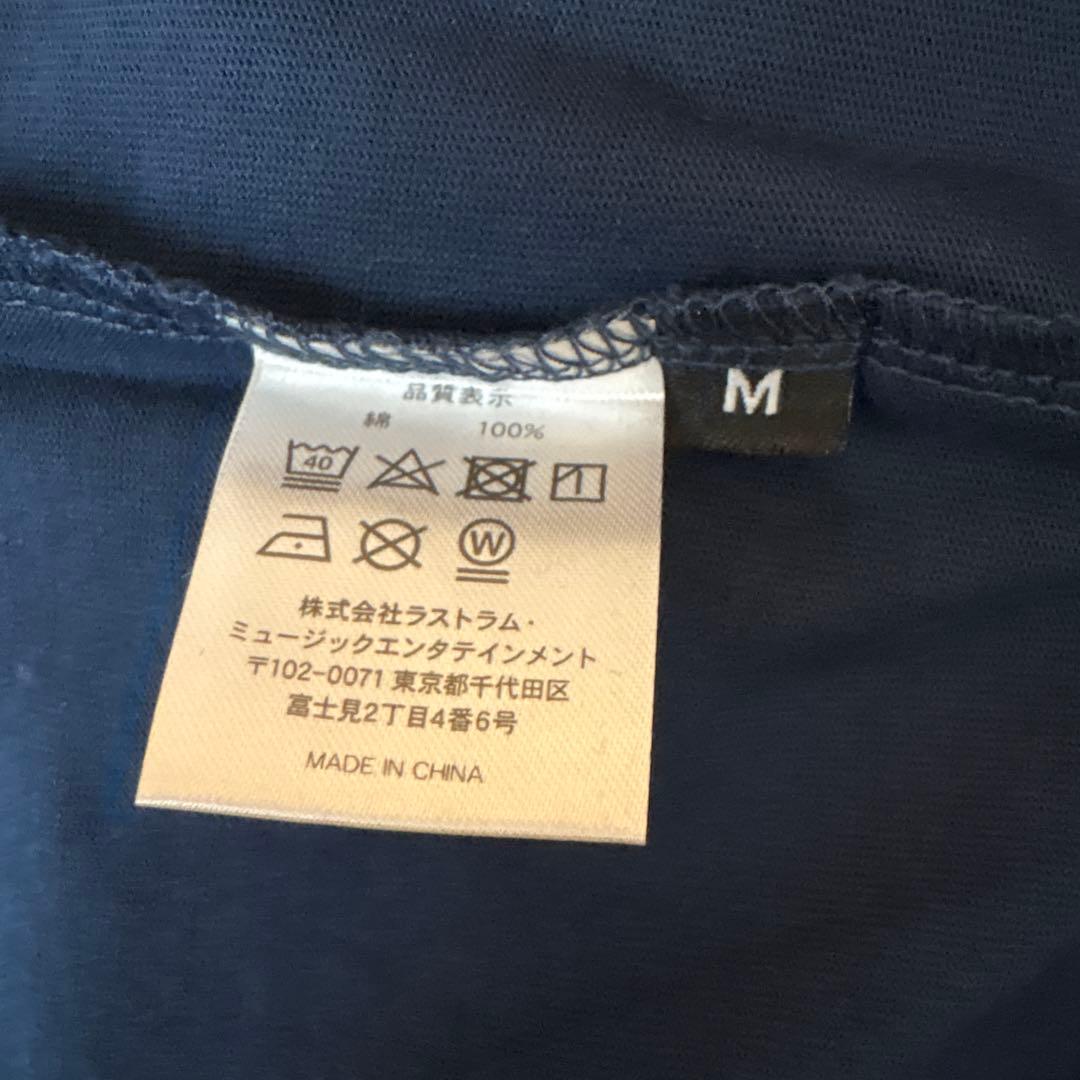 品質表示
M
綿 100%
40
W
株式会社ラストラム・
ミュージックエンタテインメント
〒102-0071 東京都千代田区
富士見2丁目4番6号
MADE IN CHINA